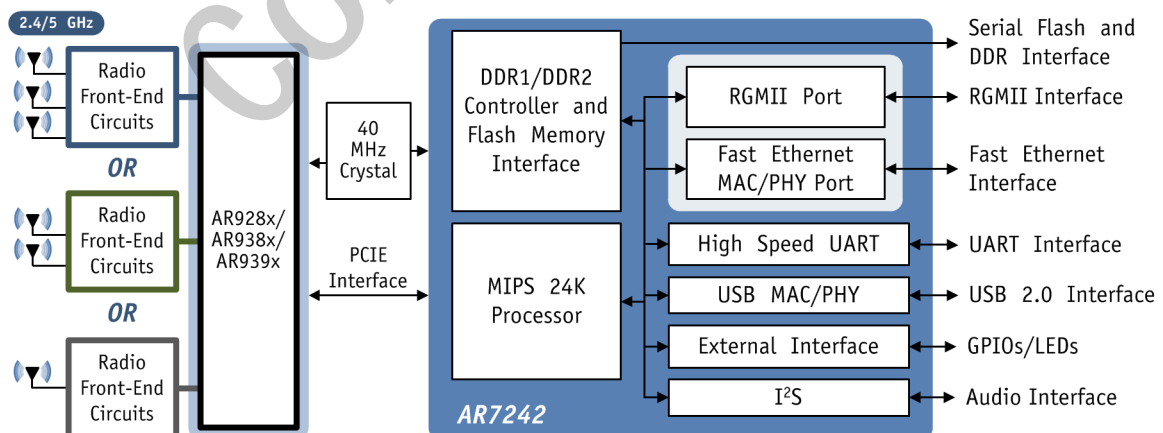 2.4/5 GHz
Radio
Front-End
Circuits
OR
Radio
Front-End
Circuits
OR
Radio
Front-End
Circuits
AR928x/
AR938x/
AR939x
40
MHz
Crystal
PCIE
Interface
DDR1/DDR2
Controller and
Flash Memory
Interface
MIPS 24K
Processor
AR7242
RGMII Port
Fast Ethernet
MAC/PHY Port
High Speed UART
USB MAC/PHY
External Interface
I²S
Serial Flash and
DDR Interface
RGMII Interface
Fast Ethernet
Interface
UART Interface
USB 2.0 Interface
GPIOs/LEDs
Audio Interface